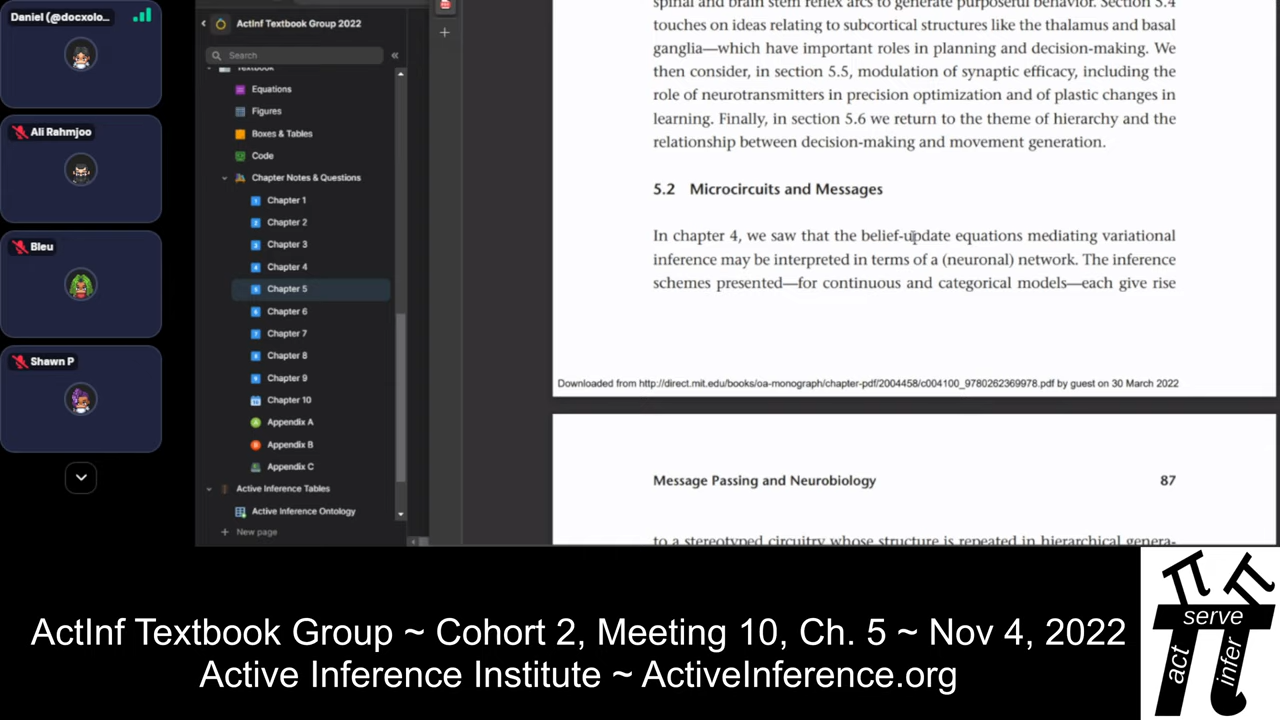 Daniel (@docxolo...
Ali Rahmjoo
Bleu
Shawn P
ActInf Textbook Group 2022
Search
Textbook
Equations
Figures
Boxes & Tables
Code
Chapter Notes & Questions
Chapter 1
Chapter 2
Chapter 3
Chapter 4
Chapter 5
Chapter 6
Chapter 7
Chapter 8
Chapter 9
Chapter 10
Appendix A
Appendix B
Appendix C
Active Inference Tables
Active Inference Ontology
New page
spinal and brain stem reflex arcs to generate purposeful behavior. Section 5.4
touches on ideas relating to subcortical structures like the thalamus and basal
ganglia—which have important roles in planning and decision-making. We
then consider, in section 5.5, modulation of synaptic efficacy, including the
role of neurotransmitters in precision optimization and of plastic changes in
learning. Finally, in section 5.6 we return to the theme of hierarchy and the
relationship between decision-making and movement generation.
5.2 Microcircuits and Messages
In chapter 4, we saw that the belief-update equations mediating variational
inference may be interpreted in terms of a (neuronal) network. The inference
schemes presented—for continuous and categorical models—each give rise
Downloaded from http://direct.mit.edu/books/oa-monograph/chapter-pdf/2004458/c004100_9780262369978.pdf by guest on 30 March 2022
Message Passing and Neurobiology 87
to a stereotyped circuitry whose structure is repeated in hierarchical genera-
ActInf Textbook Group ~ Cohort 2, Meeting 10, Ch. 5 ~ Nov 4, 2022
Active Inference Institute ~ ActiveInference.org
serve
act
infer